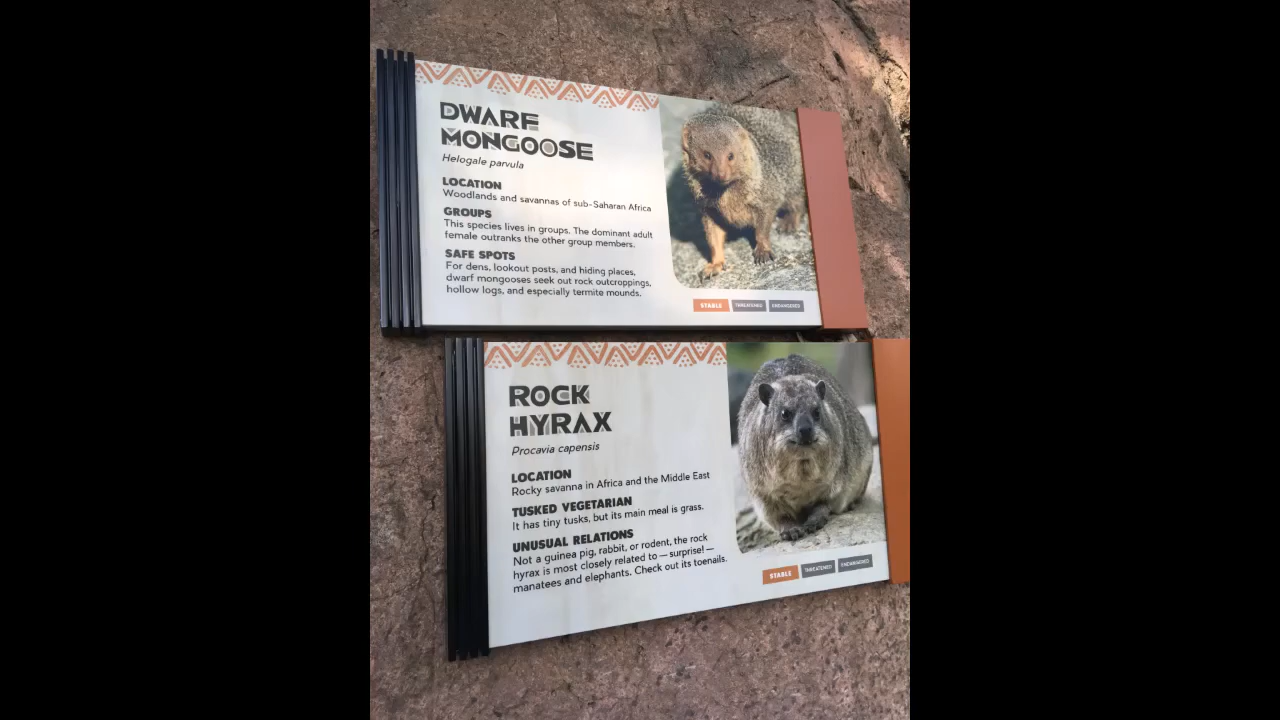 DWARF
MONGOOSE
Helogale parvula
LOCATION
Woodlands and savannas of sub-Saharan Africa
GROUPS
This species lives in groups. The dominant adult
female outranks the other group members.
SAFE SPOTS
For dens, lookout posts, and hiding places,
dwarf mongooses seek out rock outcroppings,
hollow logs, and especially termite mounds.
STABLE THREATENED ENDANGERED
ROCK
HYRAX
Procavia capensis
LOCATION
Rocky savanna in Africa and the Middle East
TUSKED VEGETARIAN
It has tiny tusks, but its main meal is grass.
UNUSUAL RELATIONS
Not a guinea pig, rabbit, or rodent, the rock
hyrax is most closely related to — surprise! —
manatees and elephants. Check out its toenails.
STABLE THREATENED ENDANGERED